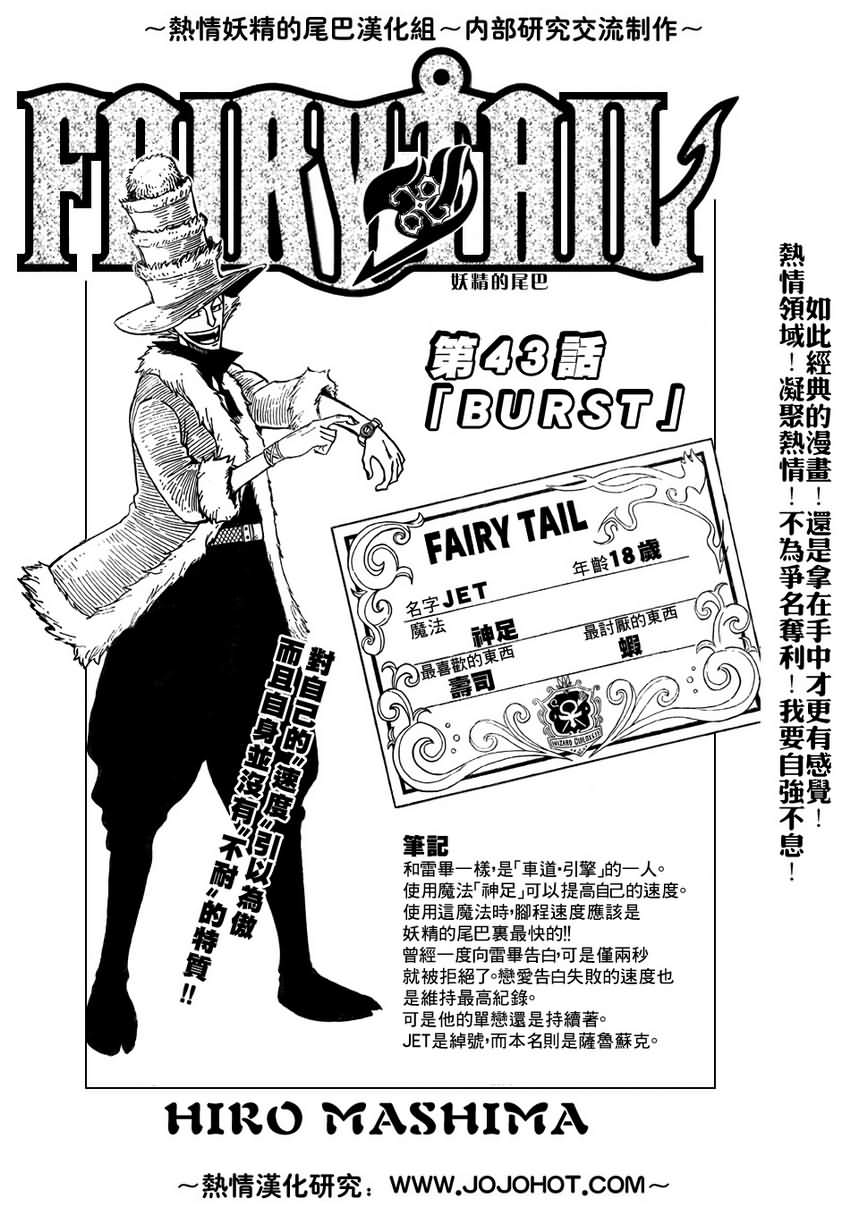 ～熱情妖精的尾巴漢化組～內部研究交流制作～
FAIRY TAIL
妖精的尾巴
第43話
「BURST」
如此經典的漫畫！還是拿在手中才更有感覺！
熱情領域！凝聚熱情！不為爭名奪利！我要自強不息！
FAIRY TAIL
名字 JET
年齡18歲
魔法 神足
最討厭的東西
蝦
最喜歡的東西
壽司
對自己的"速度"引以為傲
而且自身並沒有"不耐"的特質!!
筆記
和雷畢一樣，是「車道，引擎」的一人。
使用魔法「神足」可以提高自己的速度。
使用這魔法時，腳程速度應該是
妖精的尾巴裏最快的!!
曾經一度向雷畢告白，可是僅兩秒
就被拒絕了。戀愛告白失敗的速度也
是維持最高紀錄。
可是他的單戀還是持續著。
JET是綽號，而本名則是薩魯蘇克。
HIRO MASHIMA
～熱情漢化研究：WWW.JOJOHOT.COM～